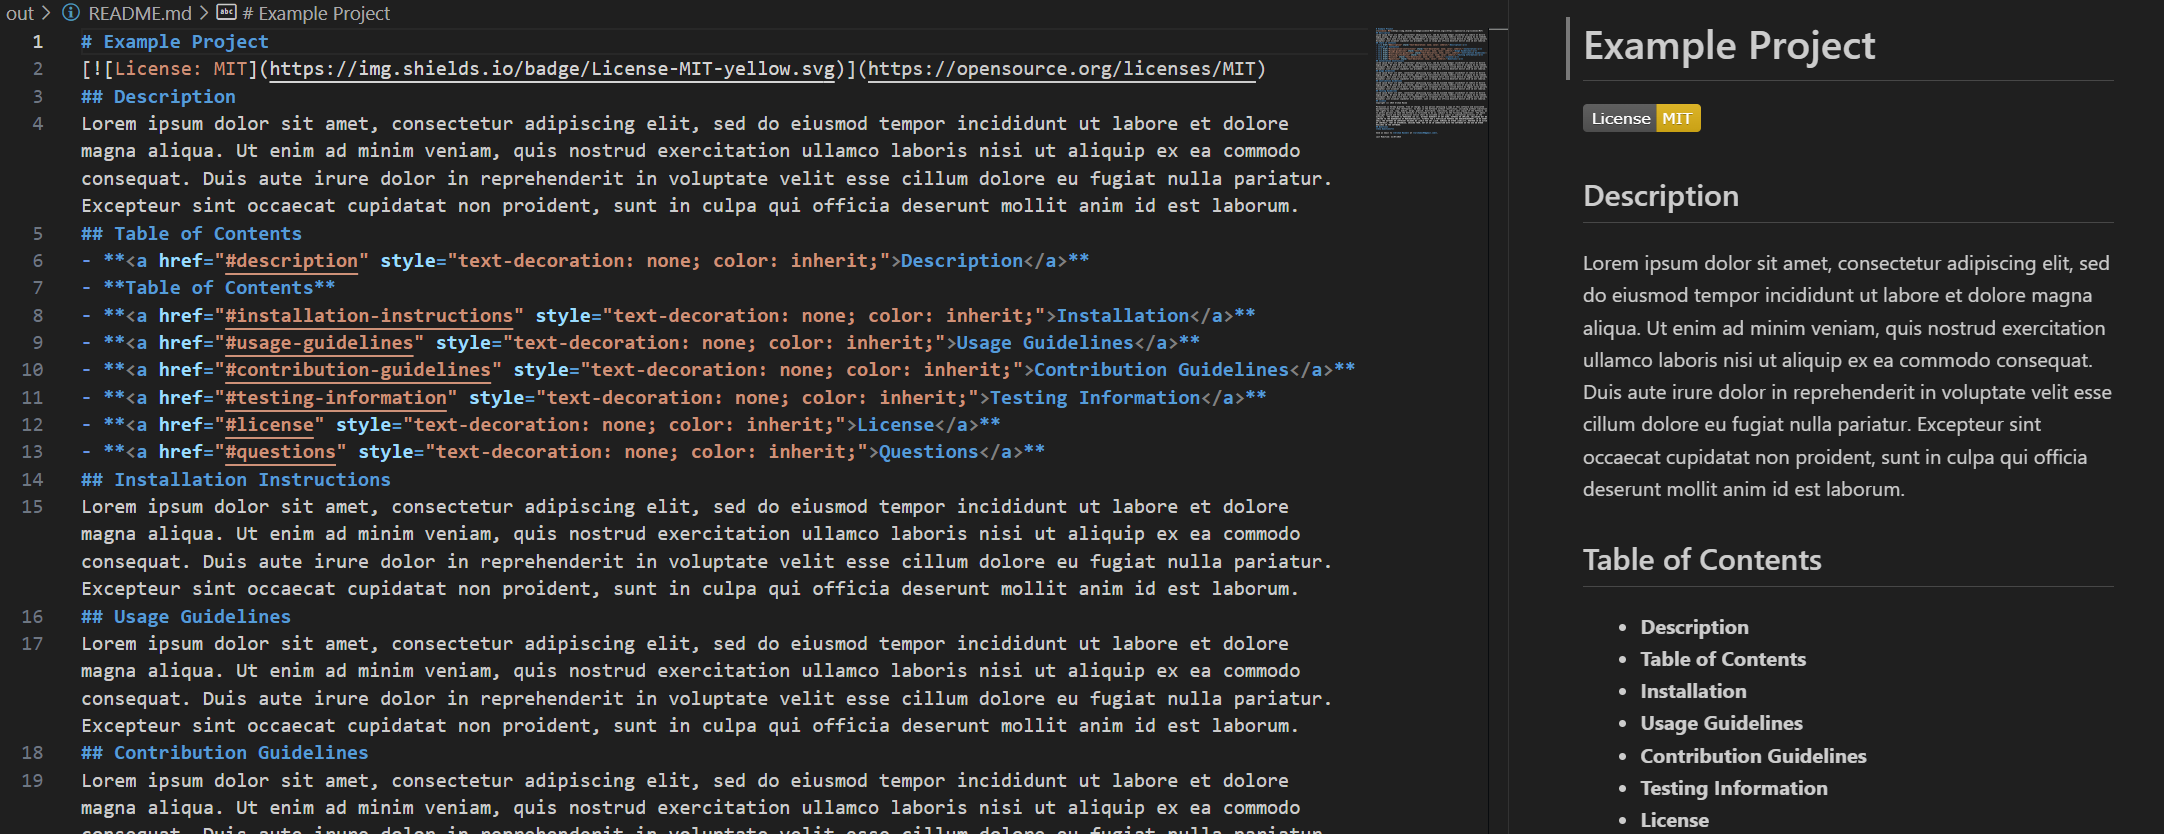 out > README.md > # Example Project
1 # Example Project
2 [![License: MIT](https://img.shields.io/badge/License-MIT-yellow.svg)](https://opensource.org/licenses/MIT)
3 ## Description
4 Lorem ipsum dolor sit amet, consectetur adipiscing elit, sed do eiusmod tempor incididunt ut labore et dolore
magna aliqua. Ut enim ad minim veniam, quis nostrud exercitation ullamco laboris nisi ut aliquip ex ea commodo
consequat. Duis aute irure dolor in reprehenderit in voluptate velit esse cillum dolore eu fugiat nulla pariatur.
Excepteur sint occaecat cupidatat non proident, sunt in culpa qui officia deserunt mollit anim id est laborum.
5 ## Table of Contents
6 - **<a href="#description" style="text-decoration: none; color: inherit;">Description</a>**
7 - **Table of Contents**
8 - **<a href="#installation-instructions" style="text-decoration: none; color: inherit;">Installation</a>**
9 - **<a href="#usage-guidelines" style="text-decoration: none; color: inherit;">Usage Guidelines</a>**
10 - **<a href="#contribution-guidelines" style="text-decoration: none; color: inherit;">Contribution Guidelines</a>**
11 - **<a href="#testing-information" style="text-decoration: none; color: inherit;">Testing Information</a>**
12 - **<a href="#license" style="text-decoration: none; color: inherit;">License</a>**
13 - **<a href="#questions" style="text-decoration: none; color: inherit;">Questions</a>**
14 ## Installation Instructions
15 Lorem ipsum dolor sit amet, consectetur adipiscing elit, sed do eiusmod tempor incididunt ut labore et dolore
magna aliqua. Ut enim ad minim veniam, quis nostrud exercitation ullamco laboris nisi ut aliquip ex ea commodo
consequat. Duis aute irure dolor in reprehenderit in voluptate velit esse cillum dolore eu fugiat nulla pariatur.
Excepteur sint occaecat cupidatat non proident, sunt in culpa qui officia deserunt mollit anim id est laborum.
16 ## Usage Guidelines
17 Lorem ipsum dolor sit amet, consectetur adipiscing elit, sed do eiusmod tempor incididunt ut labore et dolore
magna aliqua. Ut enim ad minim veniam, quis nostrud exercitation ullamco laboris nisi ut aliquip ex ea commodo
consequat. Duis aute irure dolor in reprehenderit in voluptate velit esse cillum dolore eu fugiat nulla pariatur.
Excepteur sint occaecat cupidatat non proident, sunt in culpa qui officia deserunt mollit anim id est laborum.
18 ## Contribution Guidelines
19 Lorem ipsum dolor sit amet, consectetur adipiscing elit, sed do eiusmod tempor incididunt ut labore et dolore
magna aliqua. Ut enim ad minim veniam, quis nostrud exercitation ullamco laboris nisi ut aliquip ex ea commodo
consequat. Duis aute irure dolor in reprehenderit in voluptate velit esse cillum dolore eu fugiat nulla pariatur.
Example Project
License MIT
Description
Lorem ipsum dolor sit amet, consectetur adipiscing elit, sed
do eiusmod tempor incididunt ut labore et dolore magna
aliqua. Ut enim ad minim veniam, quis nostrud exercitation
ullamco laboris nisi ut aliquip ex ea commodo consequat.
Duis aute irure dolor in reprehenderit in voluptate velit esse
cillum dolore eu fugiat nulla pariatur. Excepteur sint
occaecat cupidatat non proident, sunt in culpa qui officia
deserunt mollit anim id est laborum.
Table of Contents
• Description
• Table of Contents
• Installation
• Usage Guidelines
• Contribution Guidelines
• Testing Information
• License